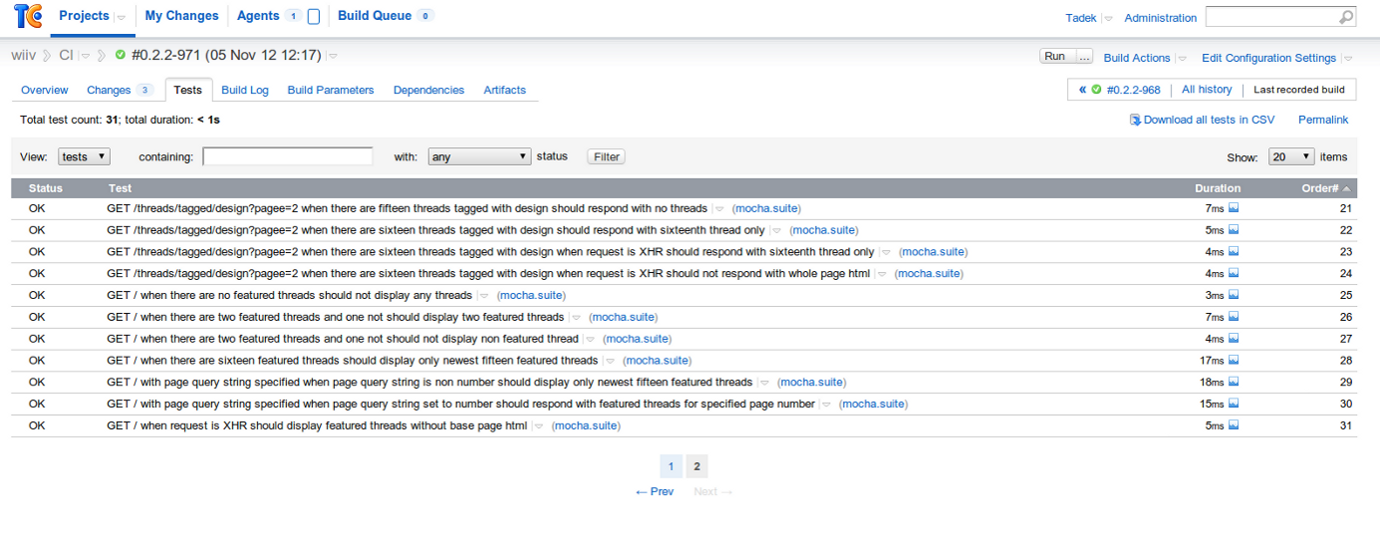 TC Projects My Changes Agents 1 Build Queue 0 Tadek Administration
wiiv CI #0.2.2-971 (05 Nov 12 12:17) Run ... Build Actions Edit Configuration Settings
Overview Changes 3 Tests Build Log Build Parameters Dependencies Artifacts « #0.2.2-968 All history Last recorded build
Total test count: 31; total duration: < 1s Download all tests in CSV Permalink
View: tests containing: with: any status Filter Show: 20 items
Status Test Duration Order#
OK GET /threads/tagged/design?pagee=2 when there are fifteen threads tagged with design should respond with no threads (mocha.suite) 7ms 21
OK GET /threads/tagged/design?pagee=2 when there are sixteen threads tagged with design should respond with sixteenth thread only (mocha.suite) 5ms 22
OK GET /threads/tagged/design?pagee=2 when there are sixteen threads tagged with design when request is XHR should respond with sixteenth thread only (mocha.suite) 4ms 23
OK GET /threads/tagged/design?pagee=2 when there are sixteen threads tagged with design when request is XHR should not respond with whole page html (mocha.suite) 4ms 24
OK GET / when there are no featured threads should not display any threads (mocha.suite) 3ms 25
OK GET / when there are two featured threads and one not should display two featured threads (mocha.suite) 7ms 26
OK GET / when there are two featured threads and one not should not display non featured thread (mocha.suite) 4ms 27
OK GET / when there are sixteen featured threads should display only newest fifteen featured threads (mocha.suite) 17ms 28
OK GET / with page query string specified when page query string is non number should display only newest fifteen featured threads (mocha.suite) 18ms 29
OK GET / with page query string specified when page query string set to number should respond with featured threads for specified page number (mocha.suite) 15ms 30
OK GET / when request is XHR should display featured threads without base page html (mocha.suite) 5ms 31
1 2
← Prev Next →